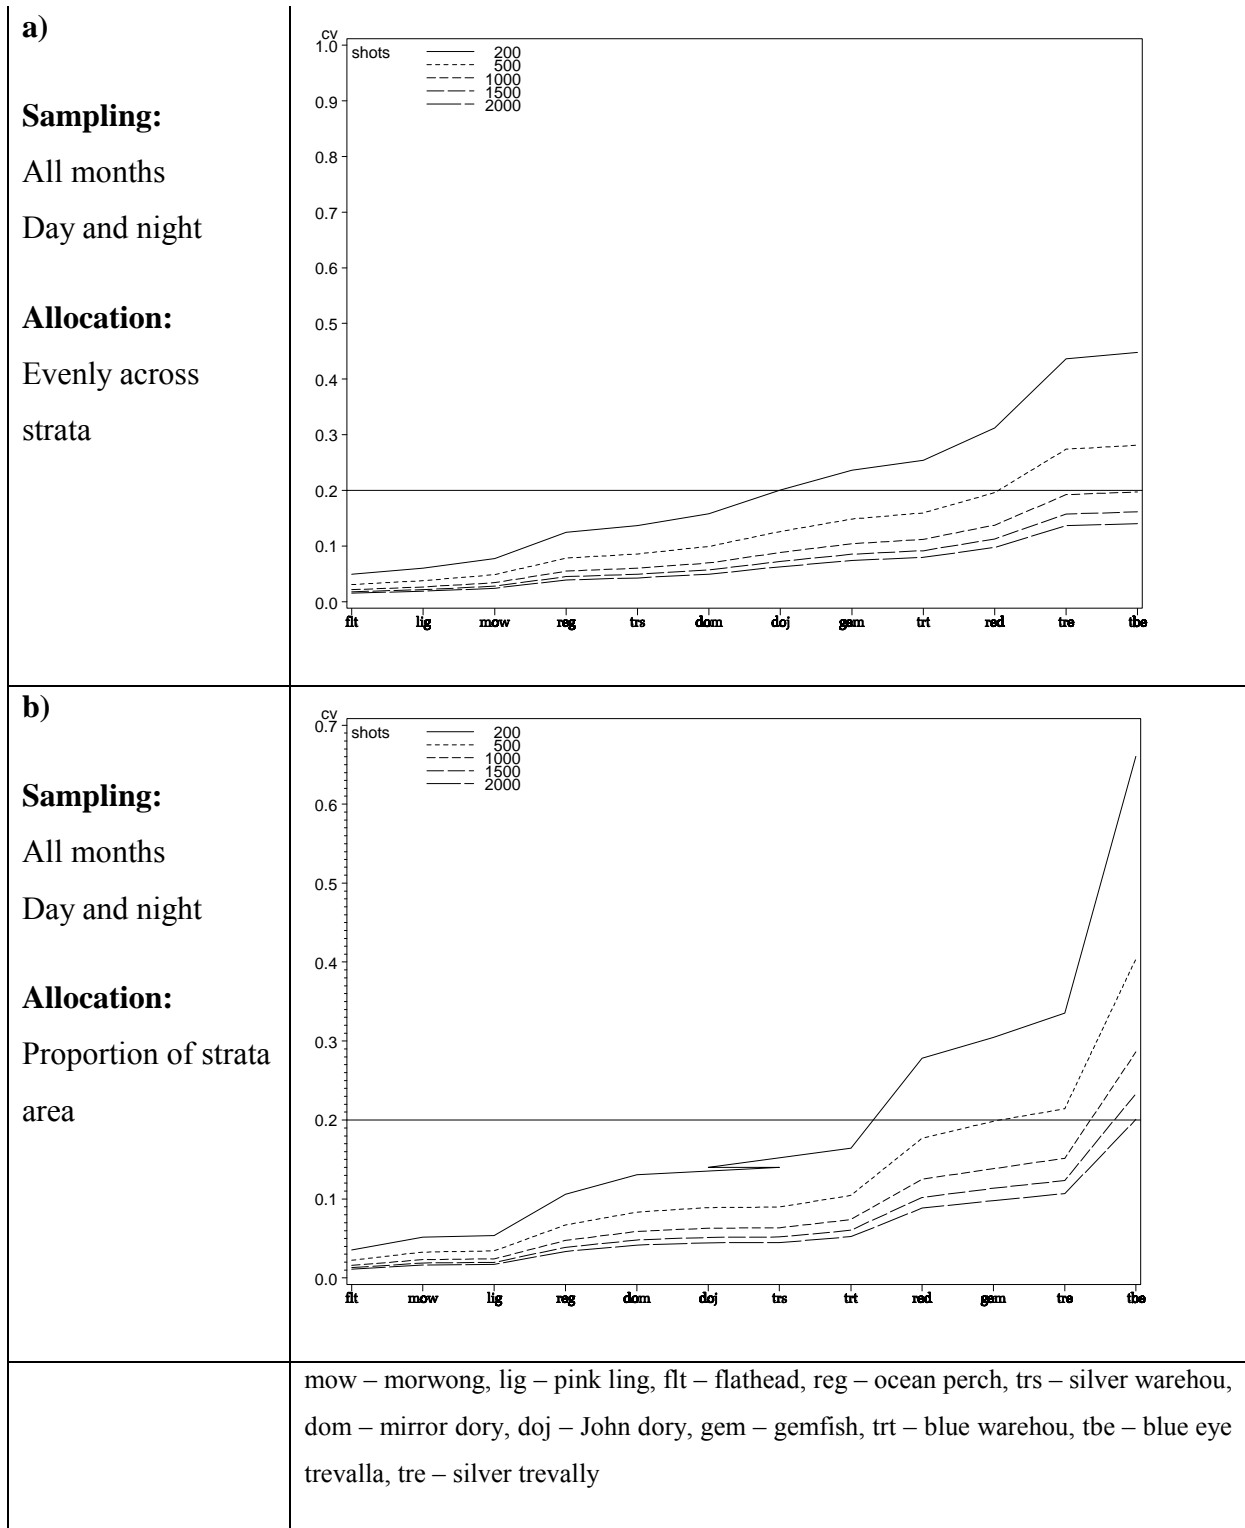 a)
Sampling:
All months
Day and night
Allocation:
Evenly across
strata
cv
shots 200
500
1000
1500
2000
1.0
0.9
0.8
0.7
0.6
0.5
0.4
0.3
0.2
0.1
0.0
flt lig mow reg trs dom doj gem trt red tre tbe
b)
Sampling:
All months
Day and night
Allocation:
Proportion of strata
area
cv
shots 200
500
1000
1500
2000
0.7
0.6
0.5
0.4
0.3
0.2
0.1
0.0
flt mow lig reg dom doj trs trt red gem tre tbe
mow – morwong, lig – pink ling, flt – flathead, reg – ocean perch, trs – silver warehou,
dom – mirror dory, doj – John dory, gem – gemfish, trt – blue warehou, tbe – blue eye
trevalla, tre – silver trevally